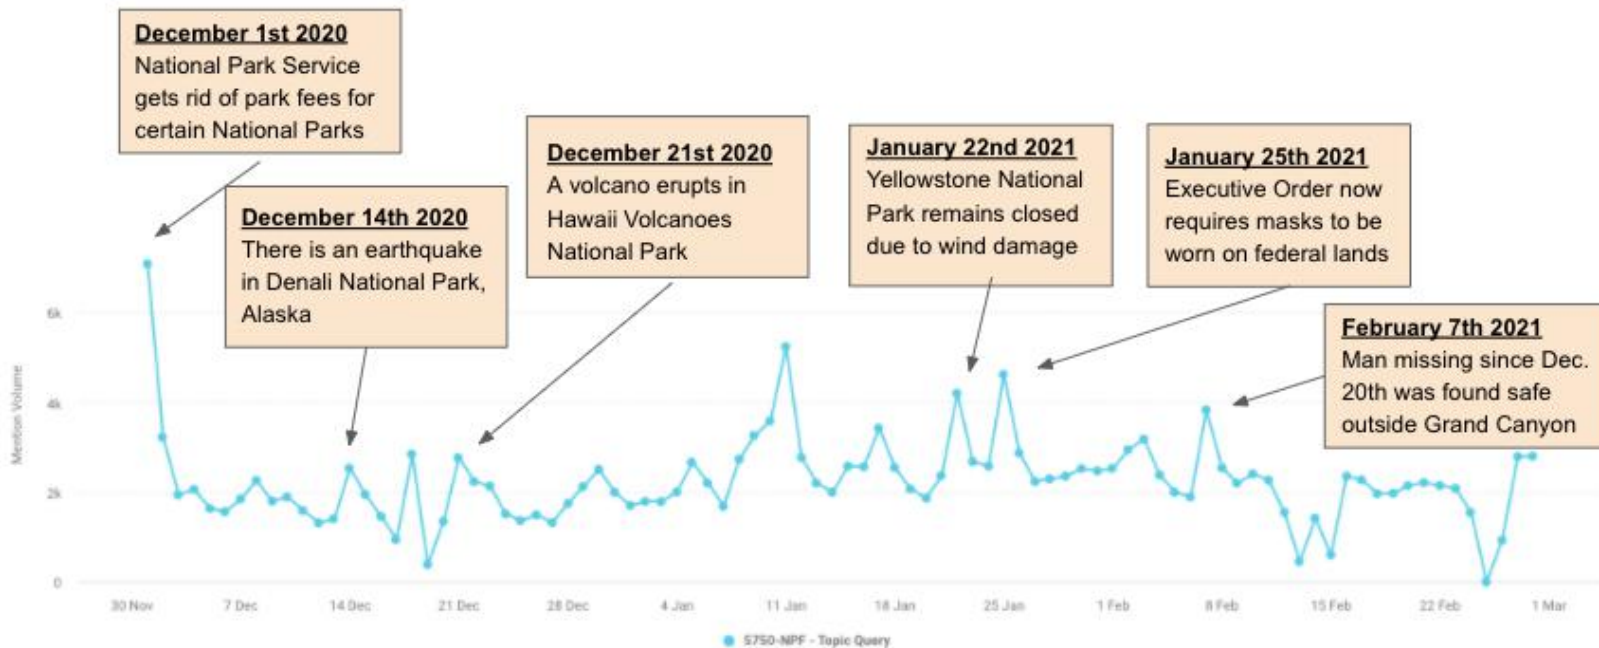 December 1st 2020
National Park Service
gets rid of park fees for
certain National Parks
December 14th 2020
There is an earthquake
in Denali National Park,
Alaska
December 21st 2020
A volcano erupts in
Hawaii Volcanoes
National Park
January 22nd 2021
Yellowstone National
Park remains closed
due to wind damage
January 25th 2021
Executive Order now
requires masks to be
worn on federal lands
February 7th 2021
Man missing since Dec.
20th was found safe
outside Grand Canyon
Mention Volume
6k
4k
2k
0
30 Nov 7 Dec 14 Dec 21 Dec 28 Dec 4 Jan 11 Jan 18 Jan 25 Jan 1 Feb 8 Feb 15 Feb 22 Feb 1 Mar
5750-NPF - Topic Query